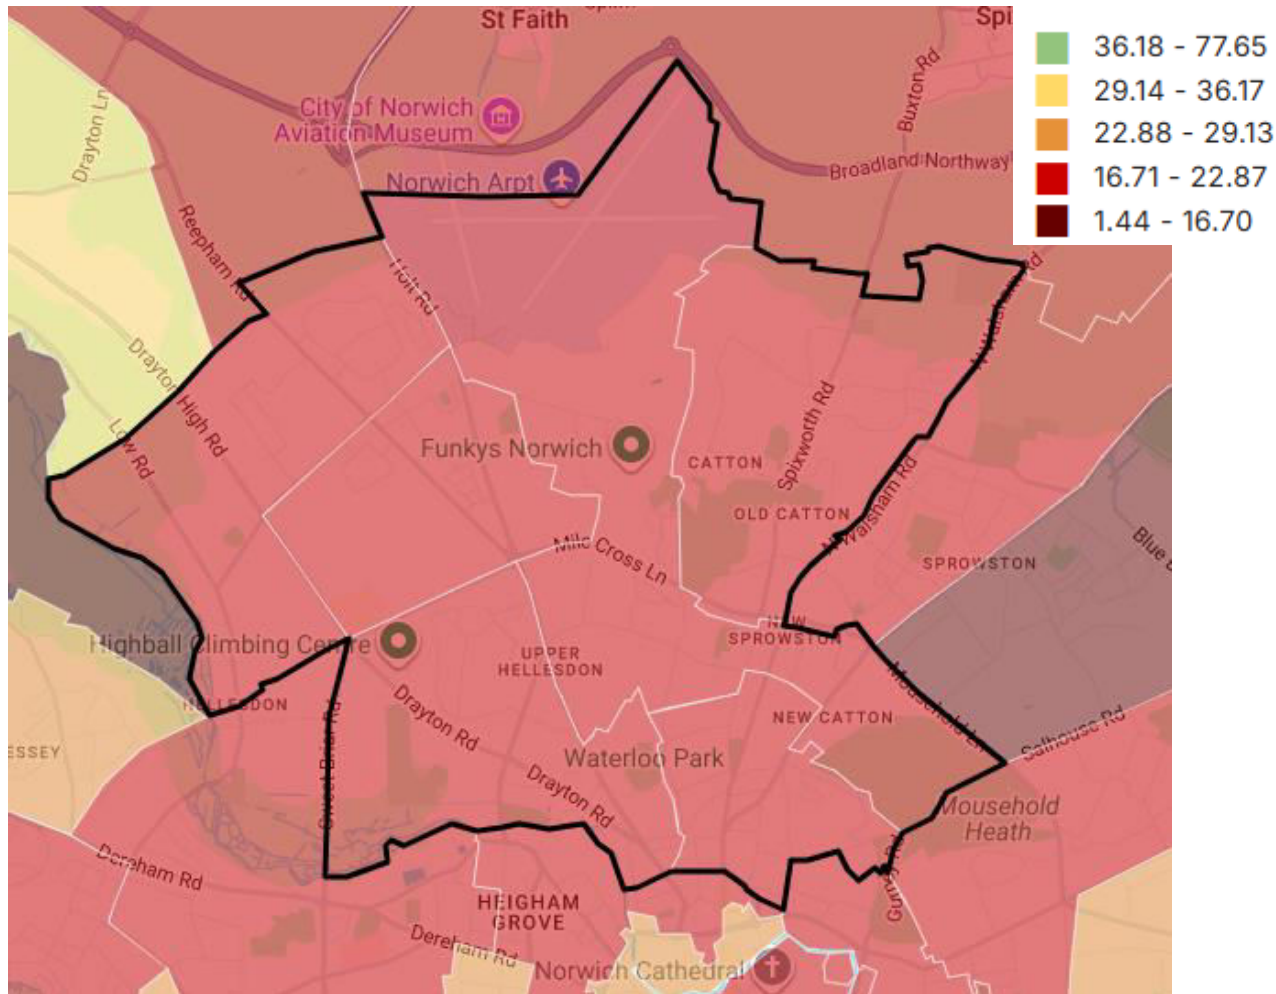 St Faith
Spi
36.18 - 77.65
29.14 - 36.17
22.88 - 29.13
16.71 - 22.87
1.44 - 16.70
City of Norwich
Aviation Museum
Buxton Rd
Drayton Ln
Broadland Northway
Norwich Arpt
Reepham Rd
Holt Rd
N Walsham Rd
Drayton High Rd
Low Rd
Spixworth Rd
Funkys Norwich
CATTON
OLD CATTON
N Walsham Rd
Mile Cross Ln
SPROWSTON
Blue
NEW
SPROWSTON
Highball Climbing Centre
UPPER
HELLESDON
HELLESDON
Mousehold Ln
Salhouse Rd
Drayton Rd
NEW CATTON
ESSEY
Sweet Briar Rd
Waterloo Park
Drayton Rd
Mousehold
Heath
Dereham Rd
Gurney Rd
HEIGHAM
GROVE
Dereham Rd
Norwich Cathedral